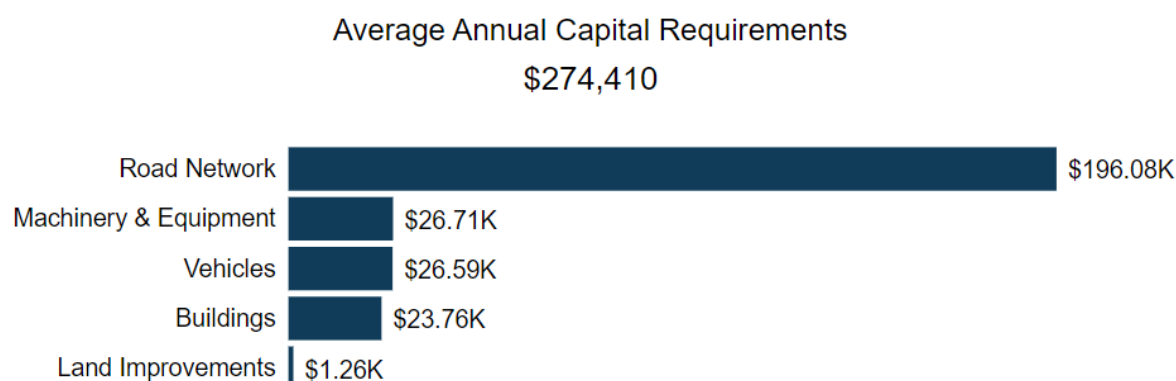 Average Annual Capital Requirements
$274,410
Road Network $196.08K
Machinery & Equipment $26.71K
Vehicles $26.59K
Buildings $23.76K
Land Improvements $1.26K